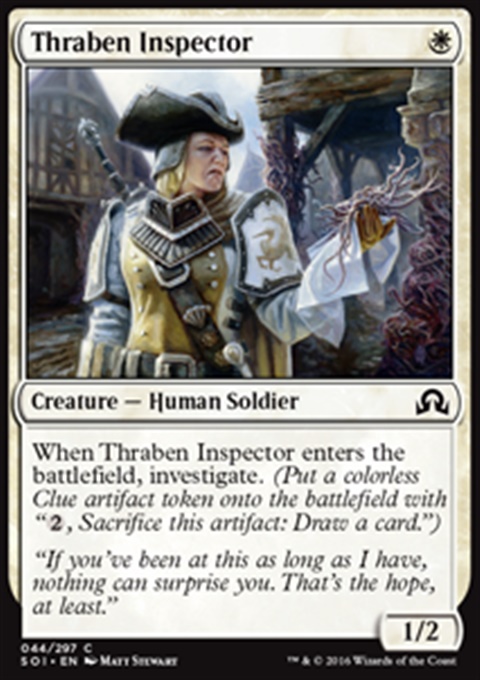 Thraben Inspector
Creature — Human Soldier
When Thraben Inspector enters the
battlefield, investigate. (Put a colorless
Clue artifact token onto the battlefield with
“2, Sacrifice this artifact: Draw a card.”)
“If you’ve been at this as long as I have,
nothing can surprise you. That’s the hope,
at least.”
1/2
044/297 C
SOI • EN Matt Stewart
™ & © 2016 Wizards of the Coast